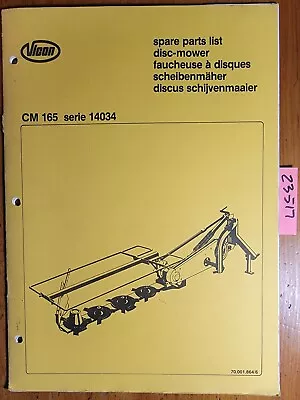 Vicon
spare parts list
disc-mower
faucheuse à disques
scheibenmäher
discus schijvenmaaier
CM 165 serie 14034
23517
70.001.864/6